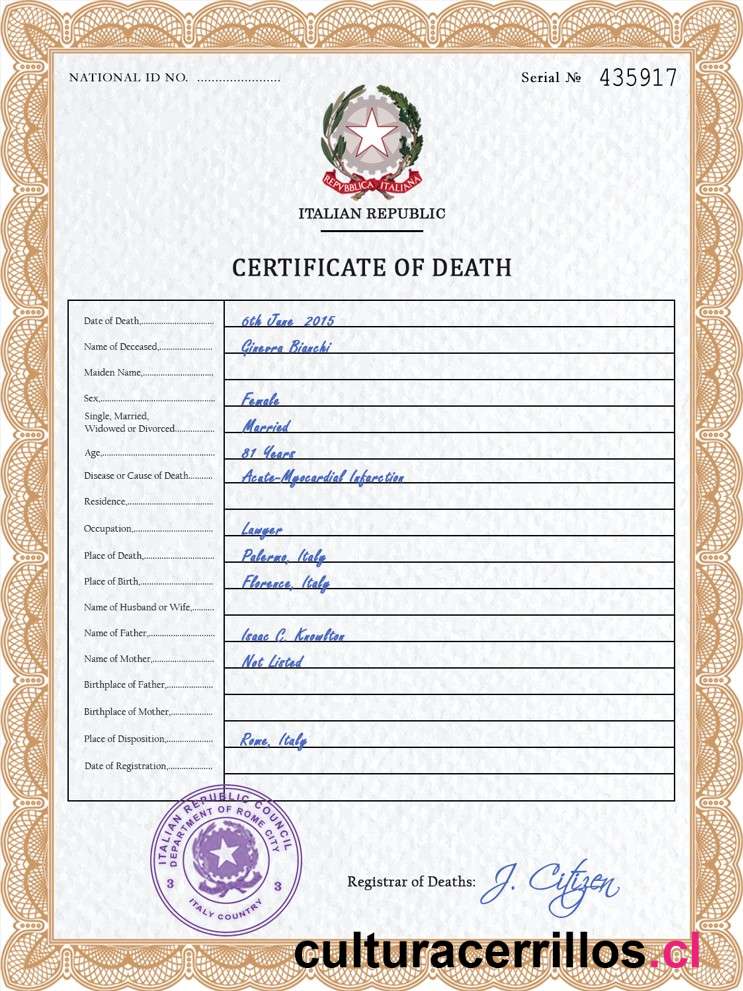 NATIONAL ID NO. .......................
Serial № 435917
REPVBBLICA ITALIANA
ITALIAN REPUBLIC
CERTIFICATE OF DEATH
Date of Death,............................... 6th June 2015
Name of Deceased,...................... Ginevra Bianchi
Maiden Name,..............................
Sex,................................................ Female
Single, Married,
Widowed or Divorced................. Married
Age,............................................... 81 Years
Disease or Cause of Death.......... Acute-Myocardial Infarction
Residence,....................................
Occupation,.................................. Lawyer
Place of Death,.............................. Palermo, Italy
Place of Birth,............................... Florence, Italy
Name of Husband or Wife,.........
Name of Father,............................ Isaac C. Knowlton
Name of Mother,.......................... Not Listed
Birthplace of Father,...................
Birthplace of Mother,.................
Place of Disposition,.................... Rome, Italy
Date of Registration,...................
ITALIAN REPUBLIC COUNCIL
DEPARTMENT OF ROME CITY
3 3
ITALY COUNTRY
Registrar of Deaths: J. Citizen
culturacerrillos.cl